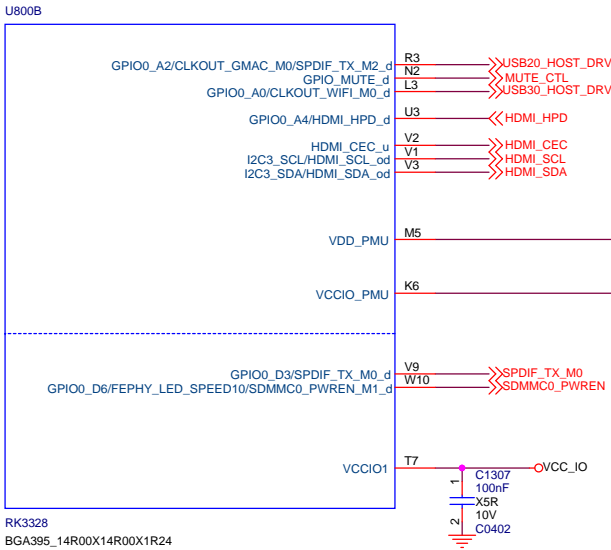 U800B
GPIO0_A2/CLKOUT_GMAC_M0/SPDIF_TX_M2_d R3 USB20_HOST_DRV
GPIO_MUTE_d N2 MUTE_CTL
GPIO0_A0/CLKOUT_WIFI_M0_d L3 USB30_HOST_DRV
GPIO0_A4/HDMI_HPD_d U3 HDMI_HPD
HDMI_CEC_u V2 HDMI_CEC
I2C3_SCL/HDMI_SCL_od V1 HDMI_SCL
I2C3_SDA/HDMI_SDA_od V3 HDMI_SDA
VDD_PMU M5
VCCIO_PMU K6
GPIO0_D3/SPDIF_TX_M0_d V9 SPDIF_TX_M0
GPIO0_D6/FEPHY_LED_SPEED10/SDMMC0_PWREN_M1_d W10 SDMMC0_PWREN
VCCIO1 T7 VCC_IO
1 C1307
100nF
X5R
10V
2 C0402
RK3328
BGA395_14R00X14R00X1R24